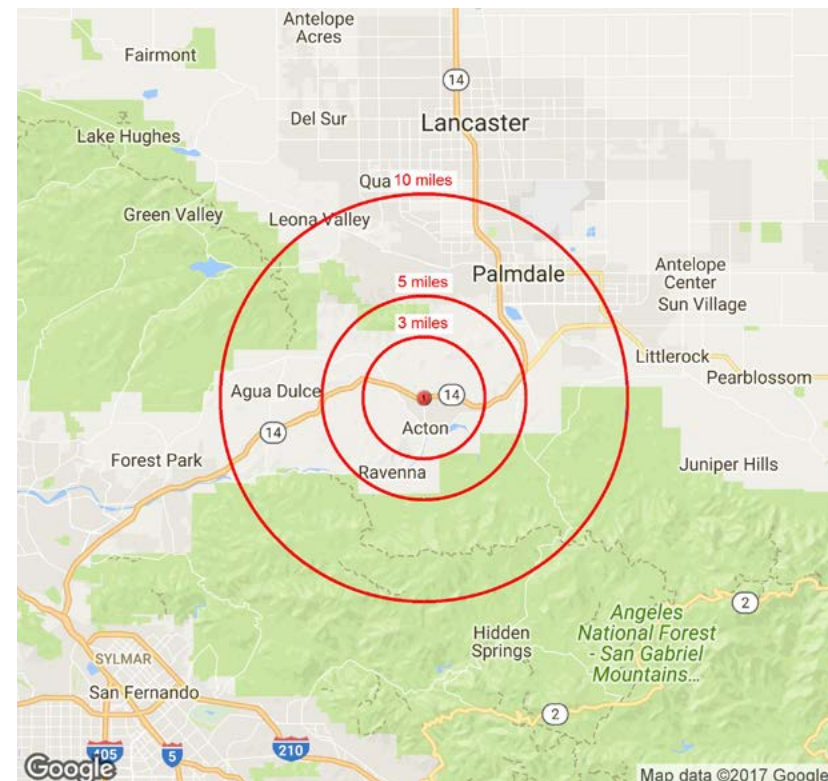 Antelope
Acres
Fairmont
14
Del Sur
Lancaster
Lake Hughes
Qua 10 miles
Green Valley
Leona Valley
Palmdale
Antelope
Center
Sun Village
5 miles
3 miles
Littlerock
Pearblossom
Agua Dulce
1
14
Acton
14
Forest Park
Ravenna
Juniper Hills
2
Angeles
National Forest
- San Gabriel
Mountains...
Hidden
Springs
SYLMAR
San Fernando
2
405
5
210
Google
Map data ©2017 Google